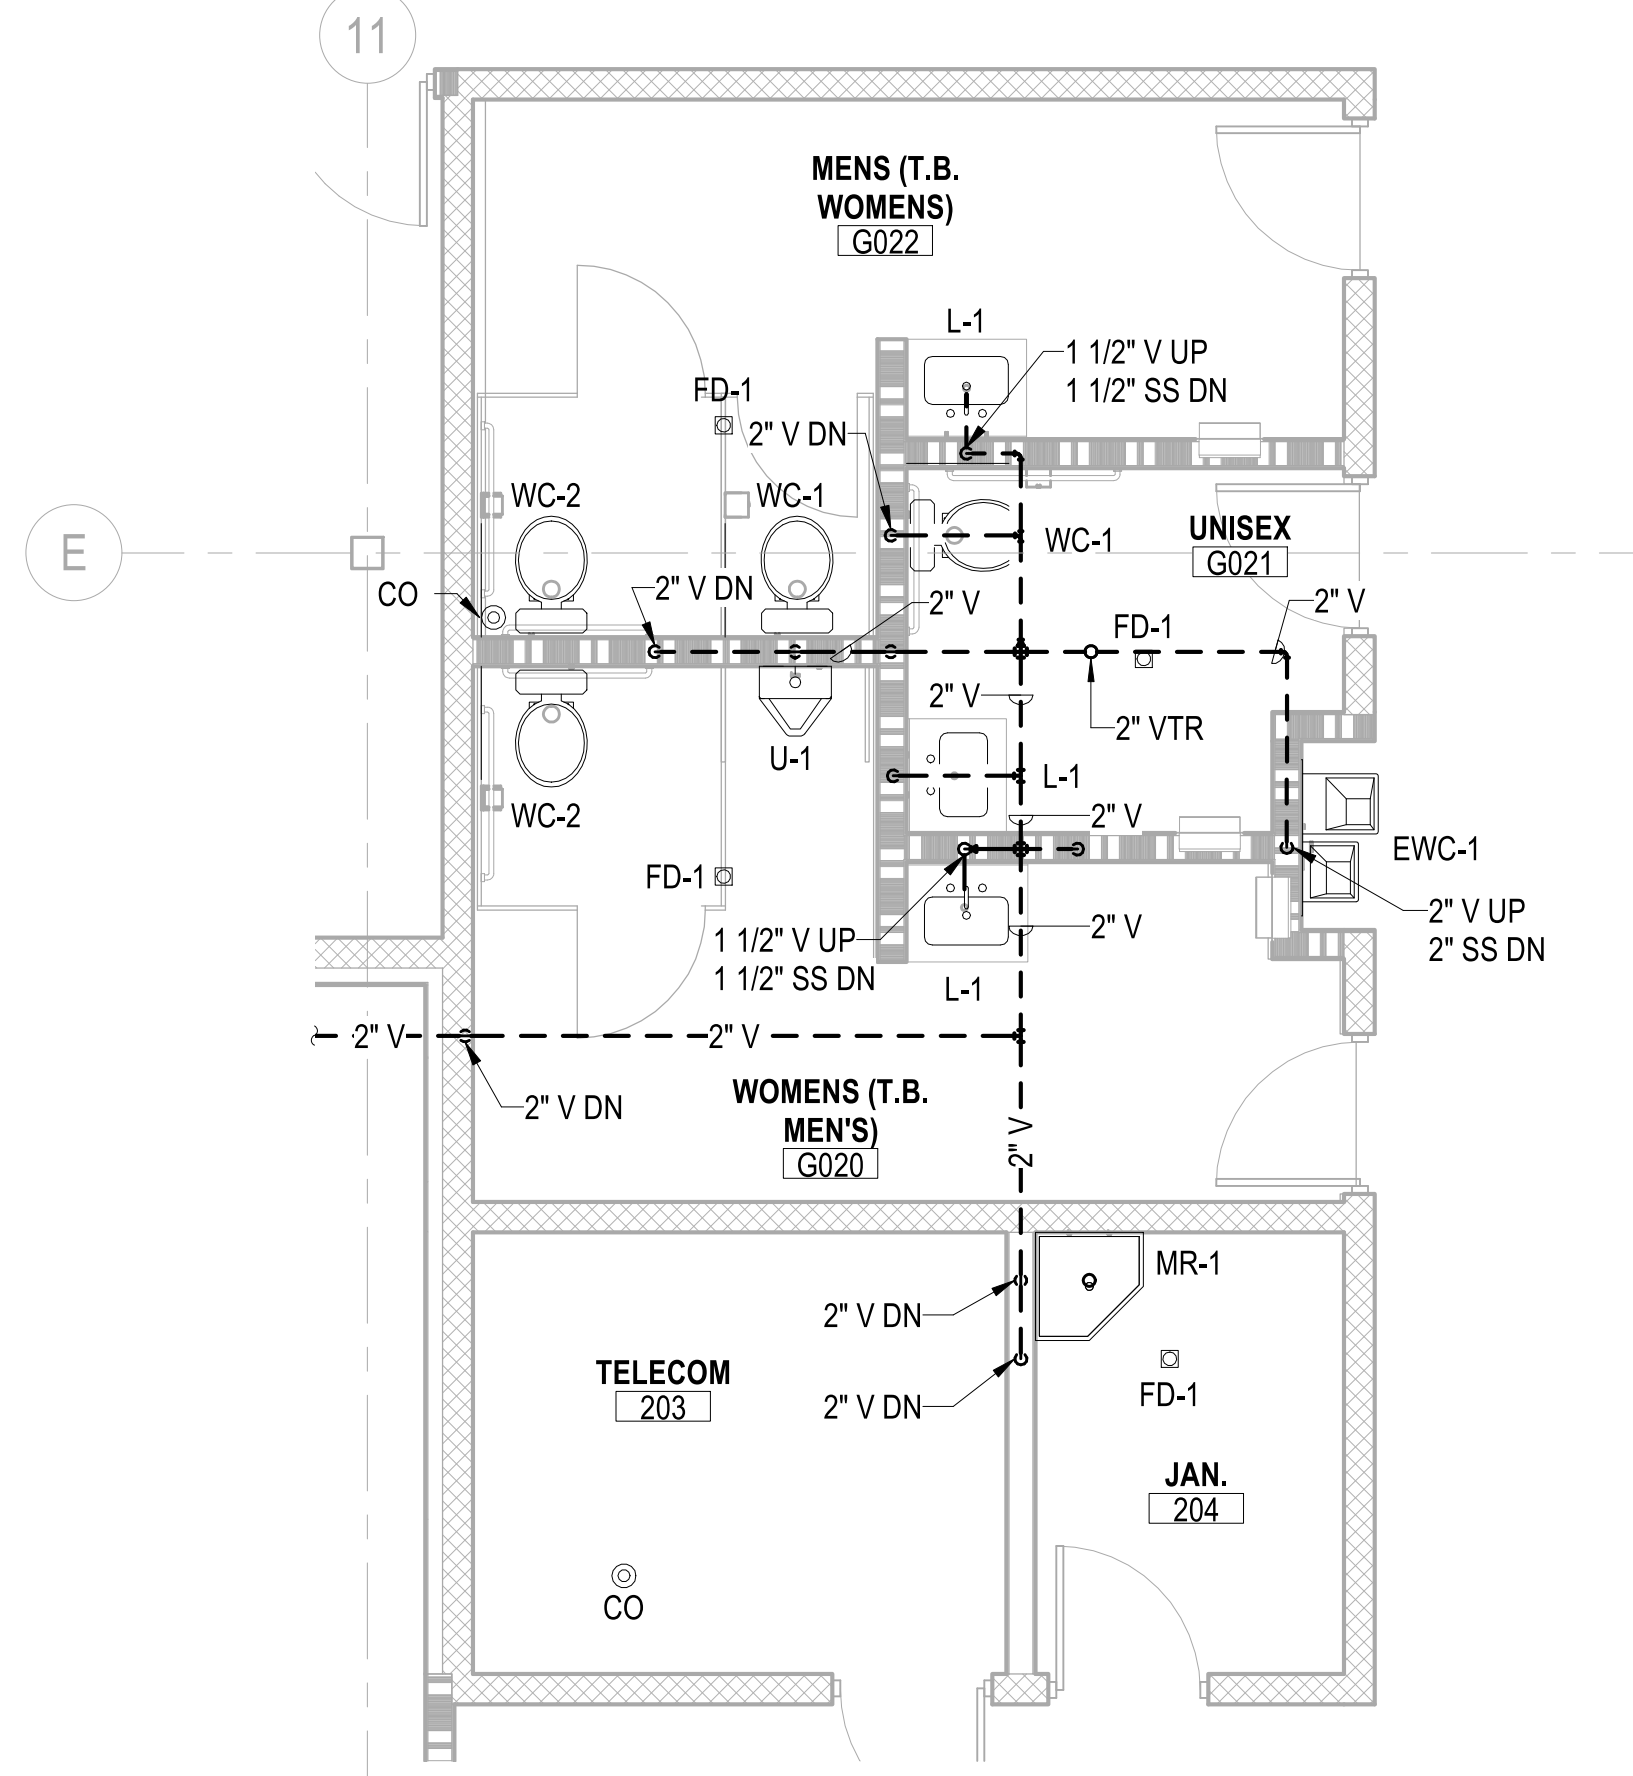 11
MENS (T.B.
WOMENS)
G022
L-1
1 1/2" V UP
1 1/2" SS DN
FD-1
2" V DN
WC-2
WC-1
WC-1
UNISEX
G021
E
CO
2" V DN
2" V
2" V
FD-1
2" V
2" VTR
U-1
L-1
WC-2
2" V
EWC-1
FD-1
2" V UP
2" SS DN
1 1/2" V UP
1 1/2" SS DN
2" V
L-1
2" V
2" V
2" V DN
WOMENS (T.B.
MEN'S)
G020
2" V
MR-1
2" V DN
TELECOM
203
2" V DN
FD-1
JAN.
204
CO